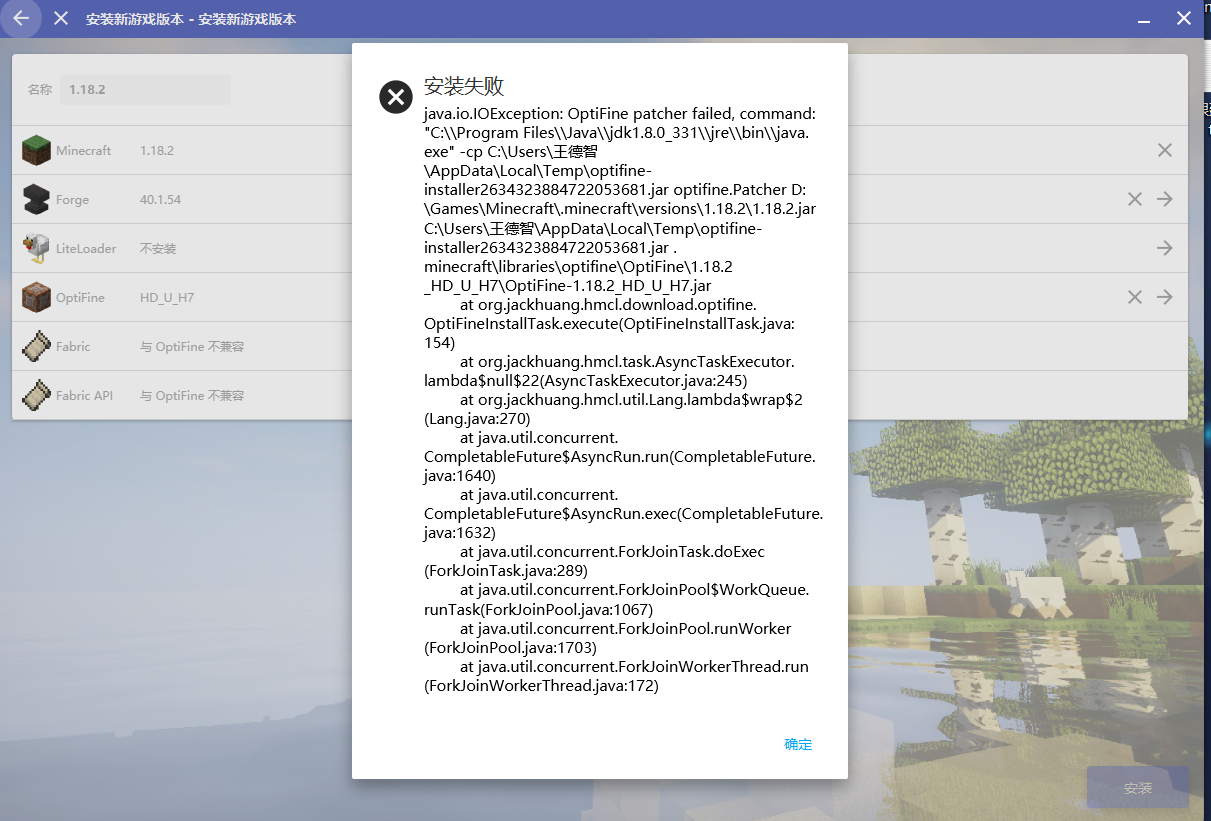 安装新游戏版本 - 安装新游戏版本
名称 1.18.2
Minecraft 1.18.2
Forge 40.1.54
LiteLoader 不安装
OptiFine HD_U_H7
Fabric 与 OptiFine 不兼容
Fabric API 与 OptiFine 不兼容
安装失败
java.io.IOException: OptiFine patcher failed, command:
"C:\\Program Files\\Java\\jdk1.8.0_331\\jre\\bin\\java.
exe" -cp C:\Users\王德智
\AppData\Local\Temp\optifine-
installer2634323884722053681.jar optifine.Patcher D:
\Games\Minecraft\.minecraft\versions\1.18.2\1.18.2.jar
C:\Users\王德智\AppData\Local\Temp\optifine-
installer2634323884722053681.jar .
minecraft\libraries\optifine\OptiFine\1.18.2
_HD_U_H7\OptiFine-1.18.2_HD_U_H7.jar
at org.jackhuang.hmcl.download.optifine.
OptiFineInstallTask.execute(OptiFineInstallTask.java:
154)
at org.jackhuang.hmcl.task.AsyncTaskExecutor.
lambda$null$22(AsyncTaskExecutor.java:245)
at org.jackhuang.hmcl.util.Lang.lambda$wrap$2
(Lang.java:270)
at java.util.concurrent.
CompletableFuture$AsyncRun.run(CompletableFuture.
java:1640)
at java.util.concurrent.
CompletableFuture$AsyncRun.exec(CompletableFuture.
java:1632)
at java.util.concurrent.ForkJoinTask.doExec
(ForkJoinTask.java:289)
at java.util.concurrent.ForkJoinPool$WorkQueue.
runTask(ForkJoinPool.java:1067)
at java.util.concurrent.ForkJoinPool.runWorker
(ForkJoinPool.java:1703)
at java.util.concurrent.ForkJoinWorkerThread.run
(ForkJoinWorkerThread.java:172)
确定
安装